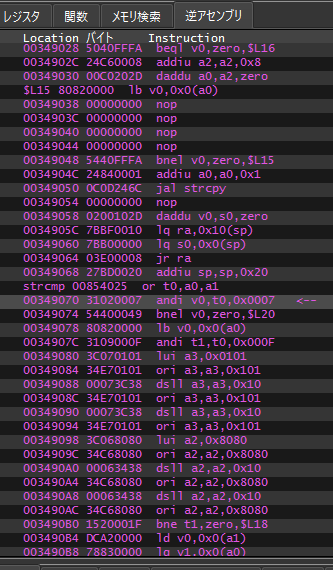 レジスタ 関数 メモリ検索 逆アセンブリ
Location バイト Instruction
00349028 5040FFFA beql v0,zero,$L16
0034902C 24C60008 addiu a2,a2,0x8
00349030 00C0202D daddu a0,a2,zero
$L15 80820000 lb v0,0x0(a0)
00349038 00000000 nop
0034903C 00000000 nop
00349040 00000000 nop
00349044 00000000 nop
00349048 5440FFFA bnel v0,zero,$L15
0034904C 24840001 addiu a0,a0,0x1
00349050 0C0D246C jal strcpy
00349054 00000000 nop
00349058 0200102D daddu v0,s0,zero
0034905C 7BBF0010 lq ra,0x10(sp)
00349060 7BB00000 lq s0,0x0(sp)
00349064 03E00008 jr ra
00349068 27BD0020 addiu sp,sp,0x20
strcmp 00854025 or t0,a0,a1
00349070 31020007 andi v0,t0,0x0007 <--
00349074 54400049 bnel v0,zero,$L20
00349078 80820000 lb v0,0x0(a0)
0034907C 3109000F andi t1,t0,0x000F
00349080 3C070101 lui a3,0x0101
00349084 34E70101 ori a3,a3,0x101
00349088 00073C38 dsll a3,a3,0x10
0034908C 34E70101 ori a3,a3,0x101
00349090 00073C38 dsll a3,a3,0x10
00349094 34E70101 ori a3,a3,0x101
00349098 3C068080 lui a2,0x8080
0034909C 34C68080 ori a2,a2,0x8080
003490A0 00063438 dsll a2,a2,0x10
003490A4 34C68080 ori a2,a2,0x8080
003490A8 00063438 dsll a2,a2,0x10
003490AC 34C68080 ori a2,a2,0x8080
003490B0 1520001F bne t1,zero,$L18
003490B4 DCA20000 ld v0,0x0(a1)
003490B8 78830000 lq v1,0x0(a0)